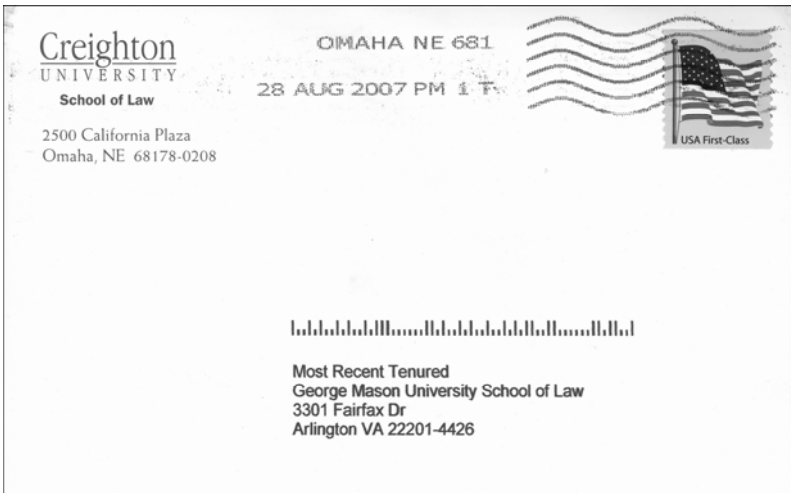 Creighton
UNIVERSITY
School of Law
2500 California Plaza
Omaha, NE 68178-0208
OMAHA NE 681
28 AUG 2007 PM 1 T
USA First-Class
Most Recent Tenured
George Mason University School of Law
3301 Fairfax Dr
Arlington VA 22201-4426